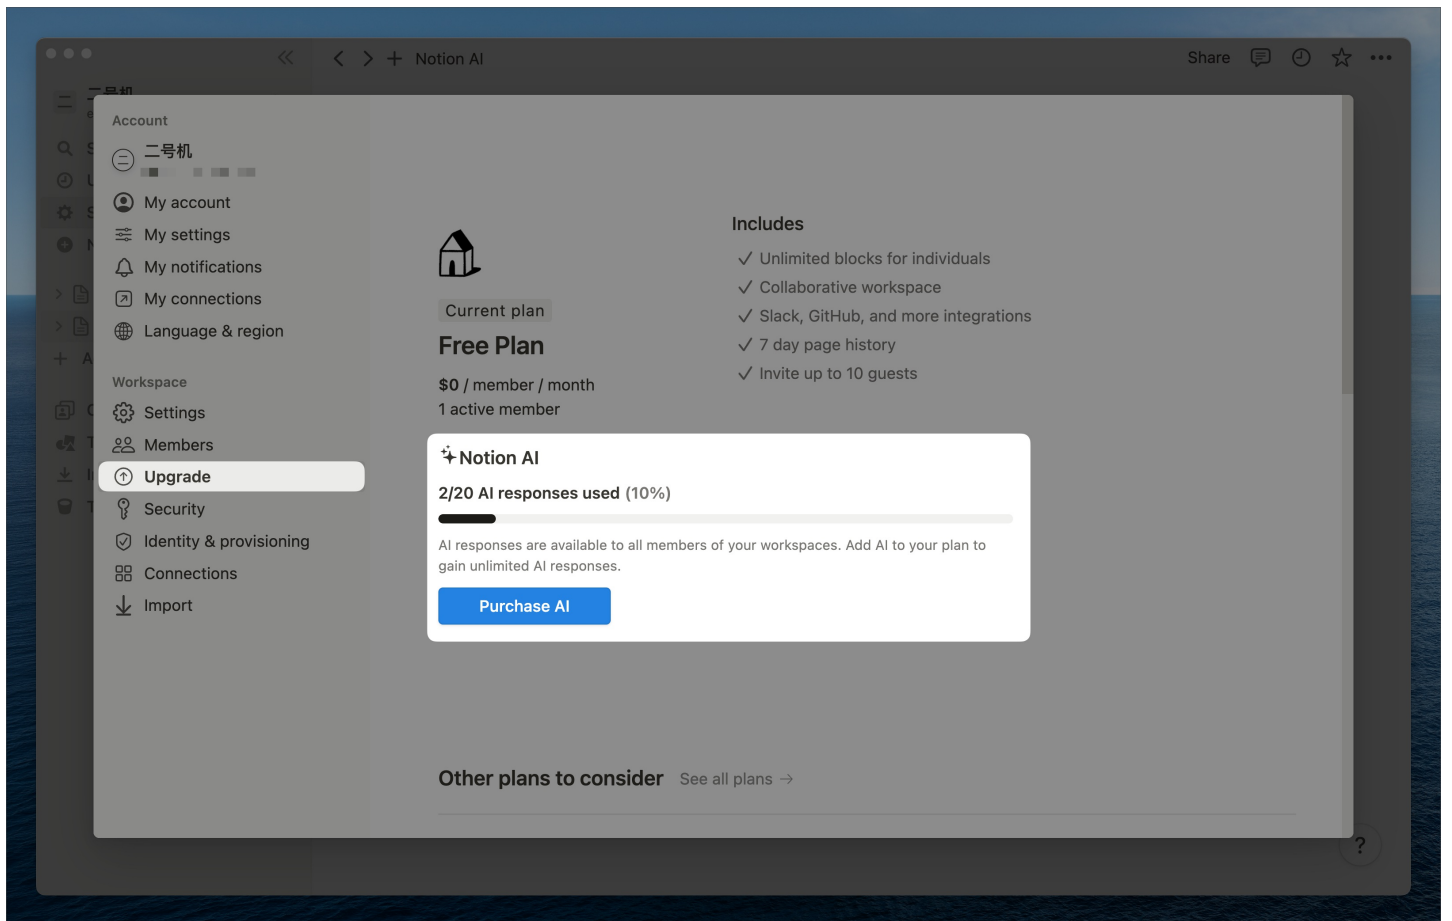 Notion AI
Share
二号机
Account
二号机
My account
My settings
My notifications
My connections
Language & region
Workspace
Settings
Members
Upgrade
Security
Identity & provisioning
Connections
Import
Current plan
Free Plan
$0 / member / month
1 active member
Includes
Unlimited blocks for individuals
Collaborative workspace
Slack, GitHub, and more integrations
7 day page history
Invite up to 10 guests
Notion AI
2/20 AI responses used (10%)
AI responses are available to all members of your workspaces. Add AI to your plan to
gain unlimited AI responses.
Purchase AI
Other plans to consider See all plans →
?